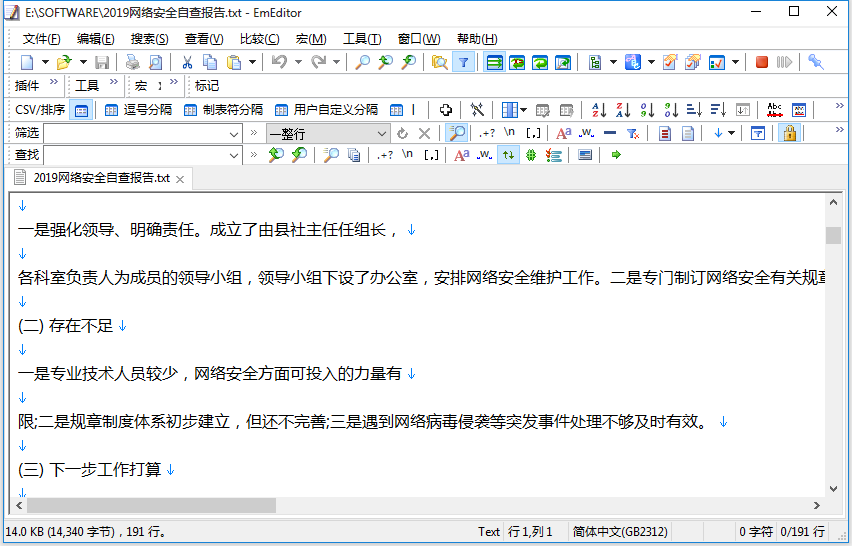 E:\SOFTWARE\2019网络安全自查报告.txt - EmEditor
文件(F) 编辑(E) 搜索(S) 查看(V) 比较(C) 宏(M) 工具(T) 窗口(W) 帮助(H)
插件 » 工具 » 宏 » 标记
CSV/排序 逗号分隔 制表符分隔 用户自定义分隔
筛选 » 一整行 .+? \n [,] Aa .w.
查找 » .+? \n [,] Aa .w.
2019网络安全自查报告.txt
一是强化领导、明确责任。成立了由县社主任任组长，
各科室负责人为成员的领导小组，领导小组下设了办公室，安排网络安全维护工作。二是专门制订网络安全有关规章
(二) 存在不足
一是专业技术人员较少，网络安全方面可投入的力量有
限;二是规章制度体系初步建立，但还不完善;三是遇到网络病毒侵袭等突发事件处理不够及时有效。
(三) 下一步工作打算
14.0 KB (14,340 字节)，191 行。 Text 行 1,列 1 简体中文(GB2312) 0 字符 0/191 行